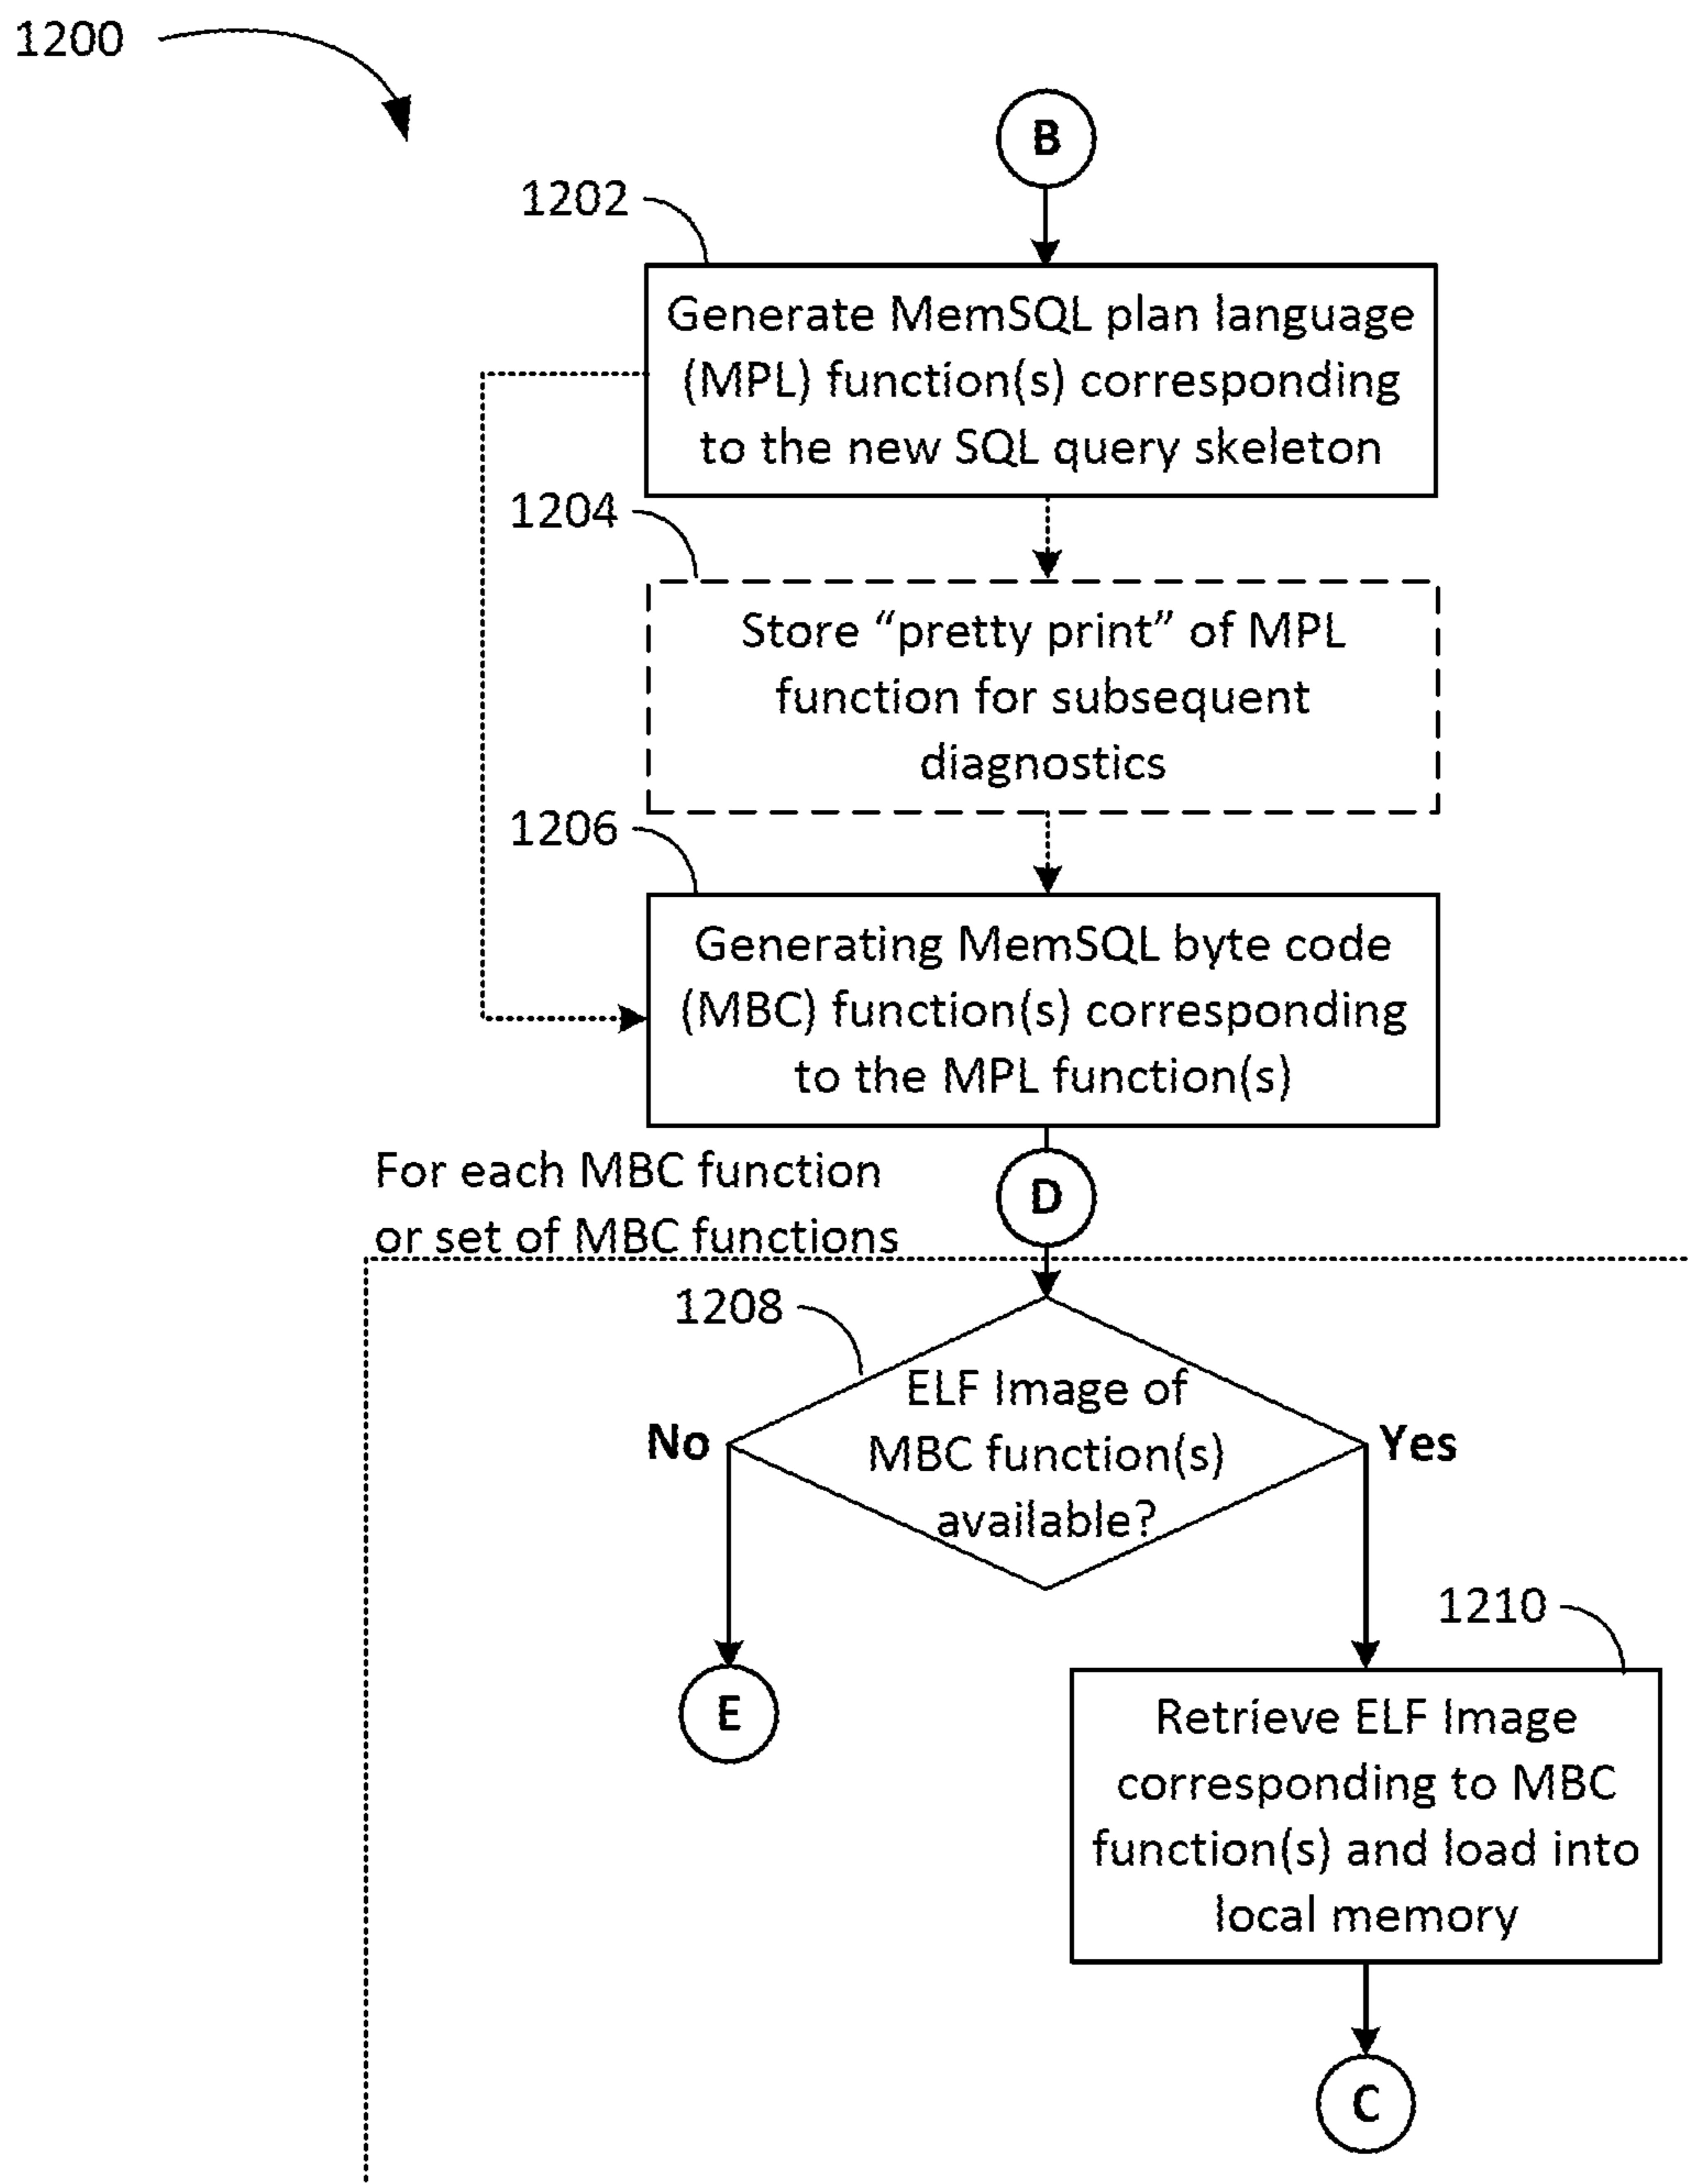 1200
B
1202
Generate MemSQL plan language
(MPL) function(s) corresponding
to the new SQL query skeleton
1204
Store “pretty print” of MPL
function for subsequent
diagnostics
1206
Generating MemSQL byte code
(MBC) function(s) corresponding
to the MPL function(s)
For each MBC function
or set of MBC functions
D
1208
ELF Image of
MBC function(s)
available?
No
Yes
1210
E
Retrieve ELF Image
corresponding to MBC
function(s) and load into
local memory
C